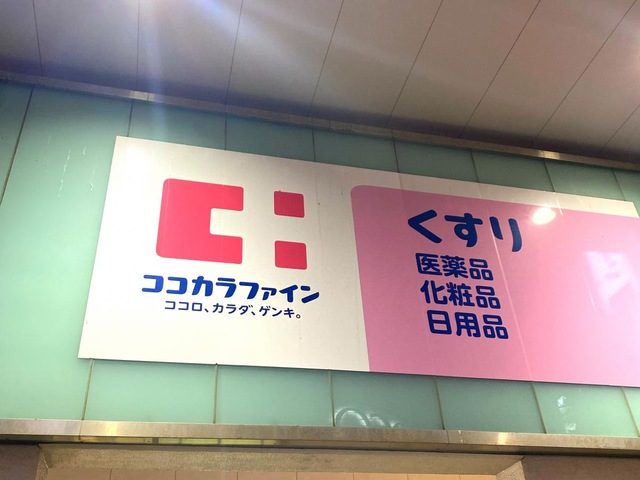 ココカラファイン
ココロ、カラダ、ゲンキ。
くすり
医薬品
化粧品
日用品